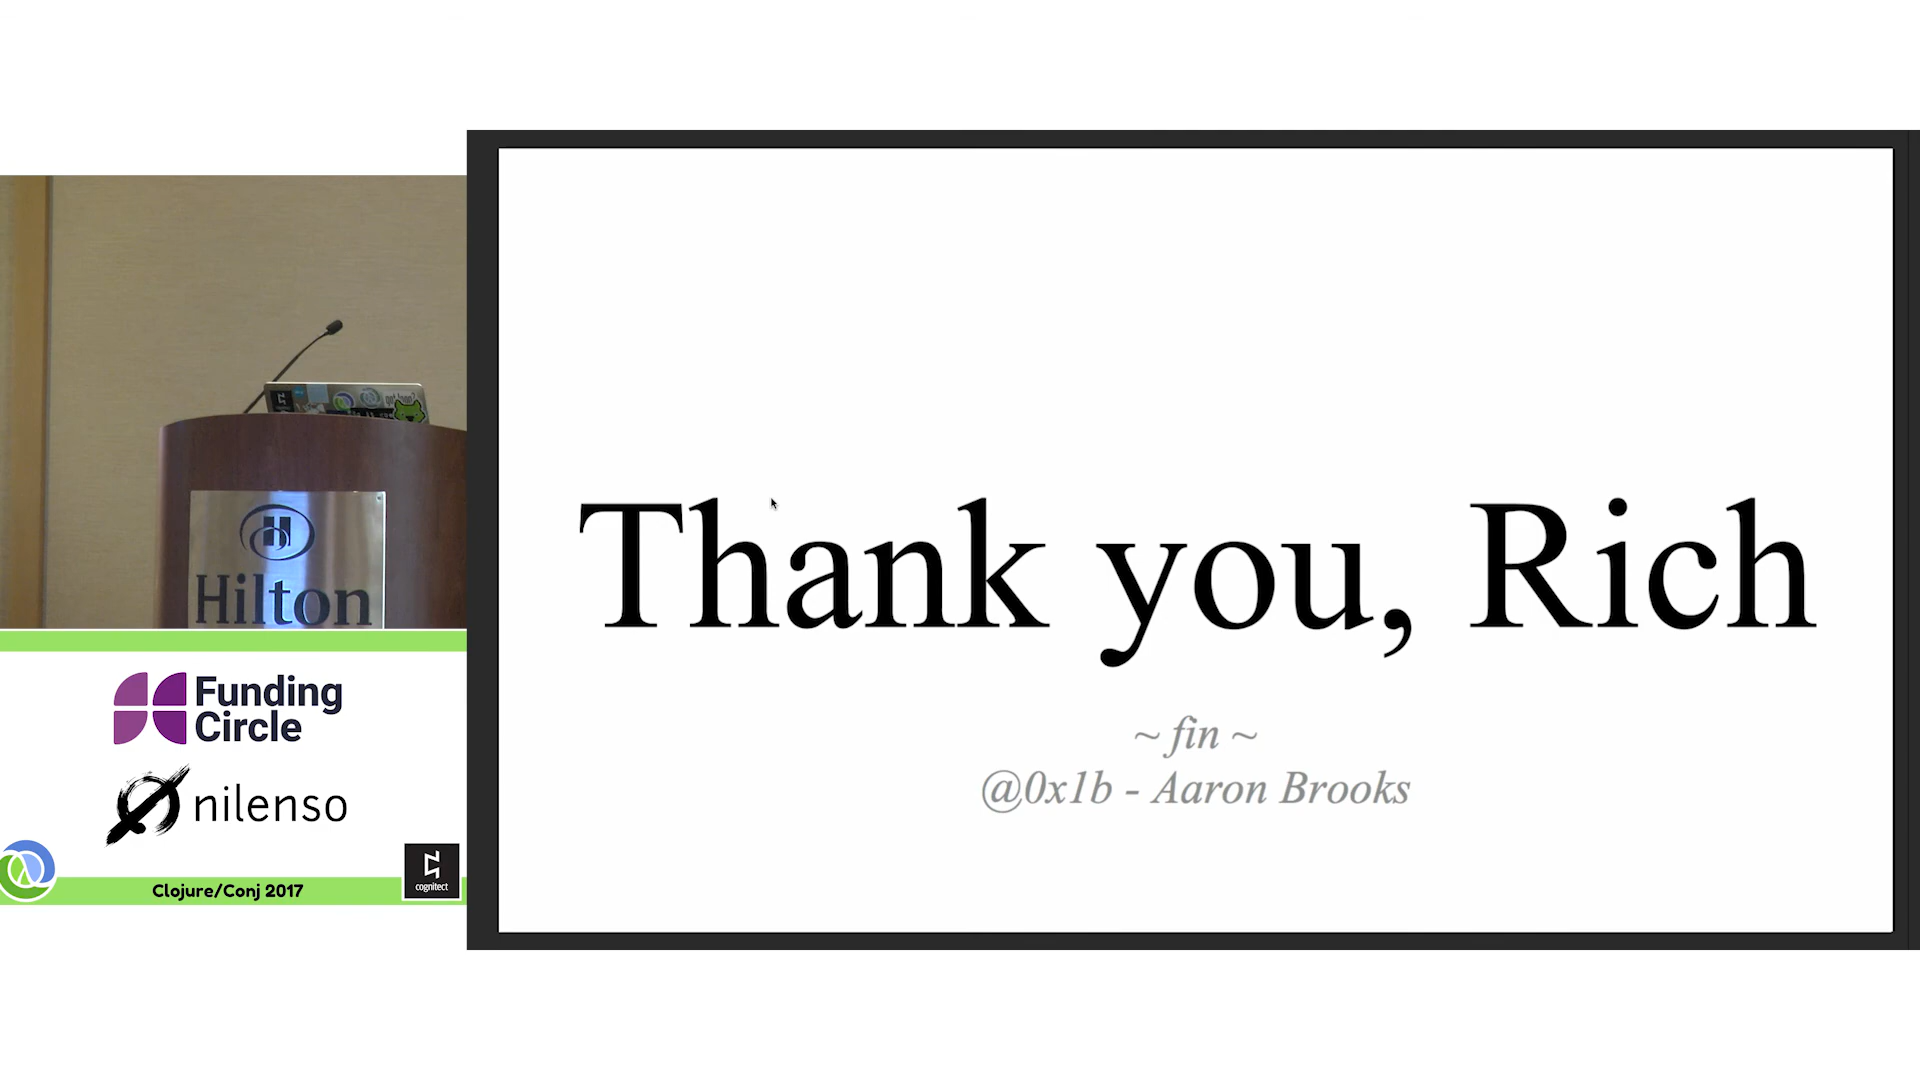 Thank you, Rich
~ fin ~
@0x1b - Aaron Brooks
Hilton
Funding
Circle
nilenso
Clojure/Conj 2017
cognitect